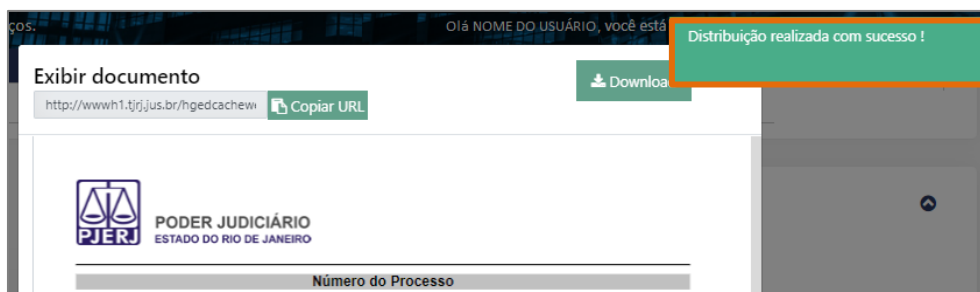 ços.
Olá NOME DO USUÁRIO, você está
Distribuição realizada com sucesso !
Exibir documento
Download
http://wwwh1.tjrj.jus.br/hgedcachewe
Copiar URL
PJERJ
PODER JUDICIÁRIO
ESTADO DO RIO DE JANEIRO
Número do Processo